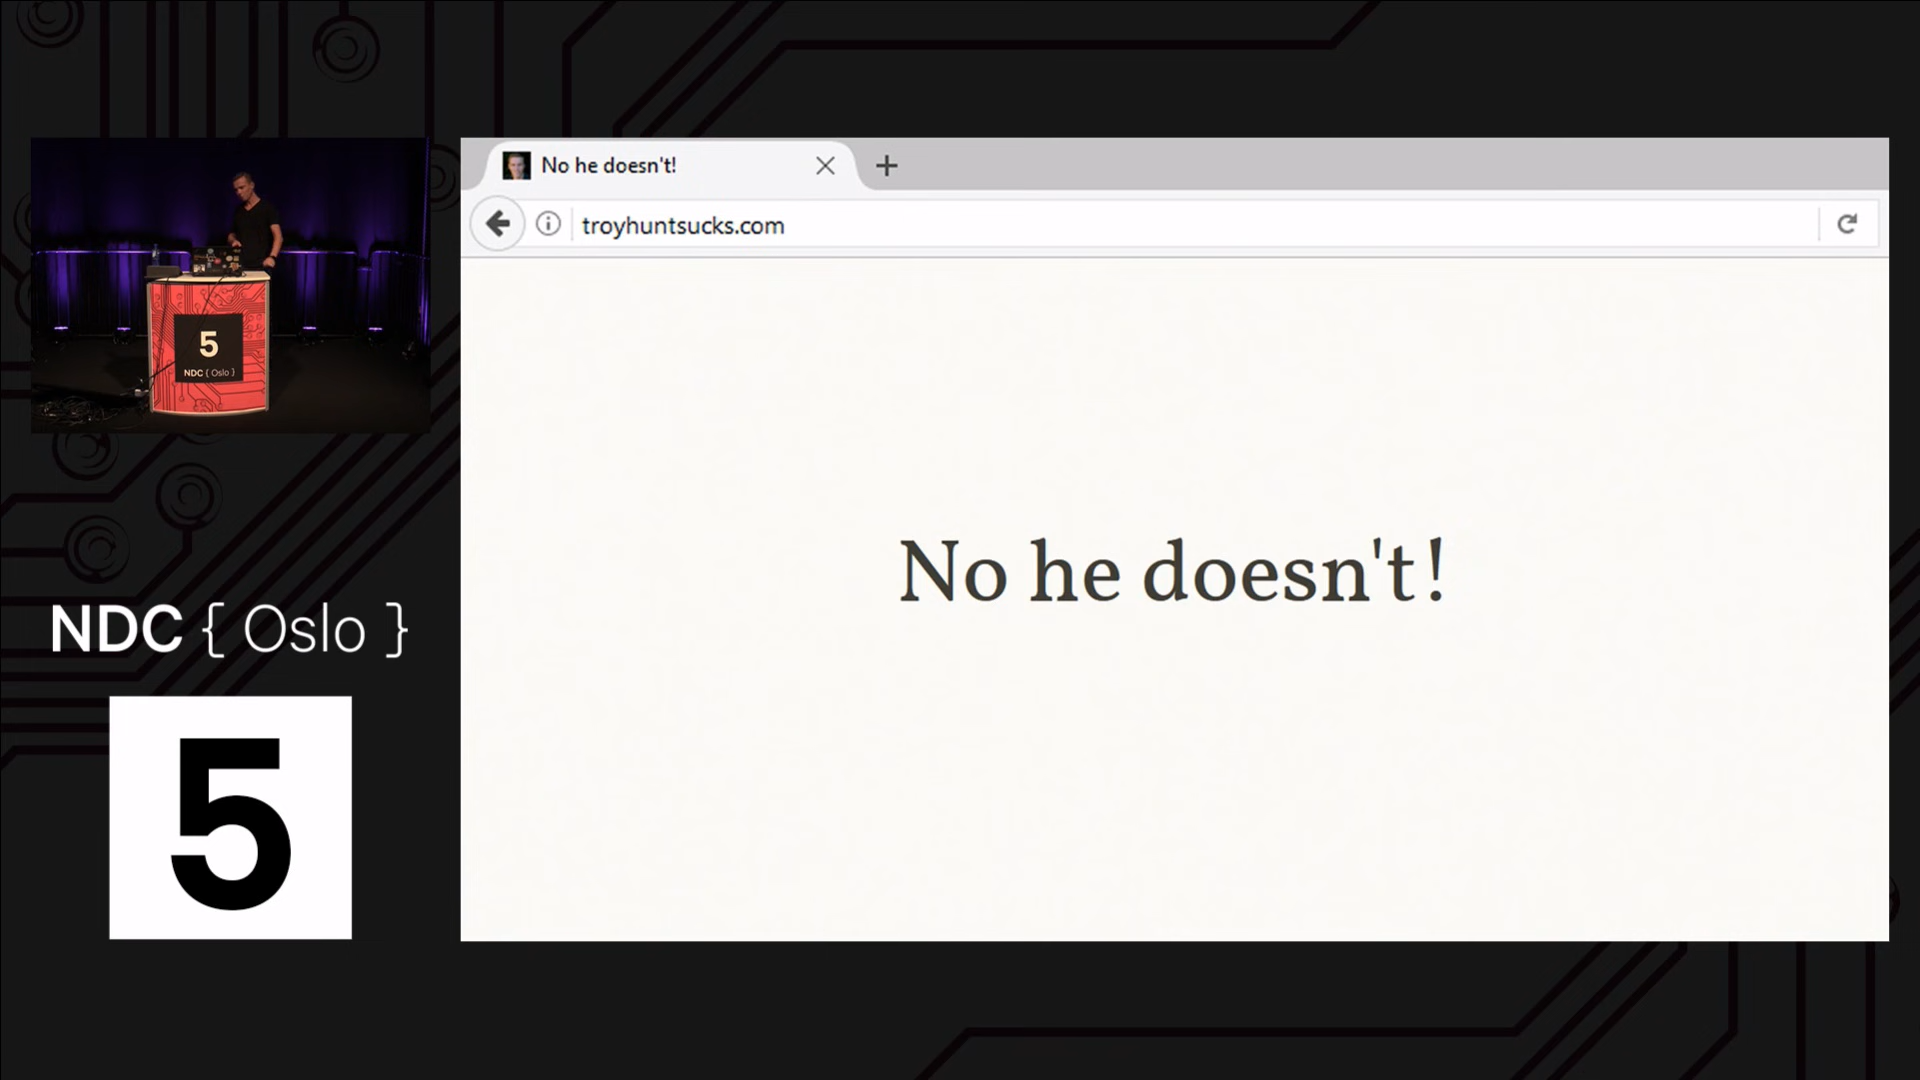 No he doesn't!
troyhuntsucks.com
5
NDC { Oslo }
No he doesn't!
NDC { Oslo }
5